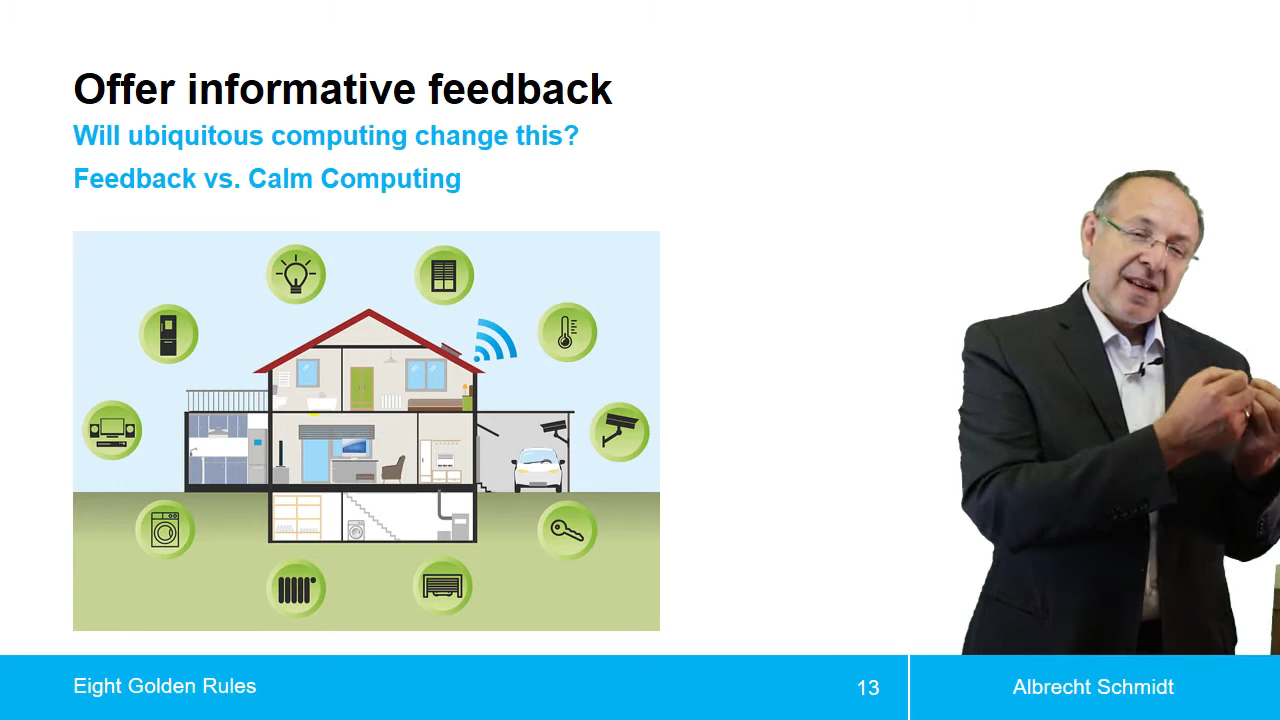 Offer informative feedback
Will ubiquitous computing change this?
Feedback vs. Calm Computing
Eight Golden Rules
13
Albrecht Schmidt